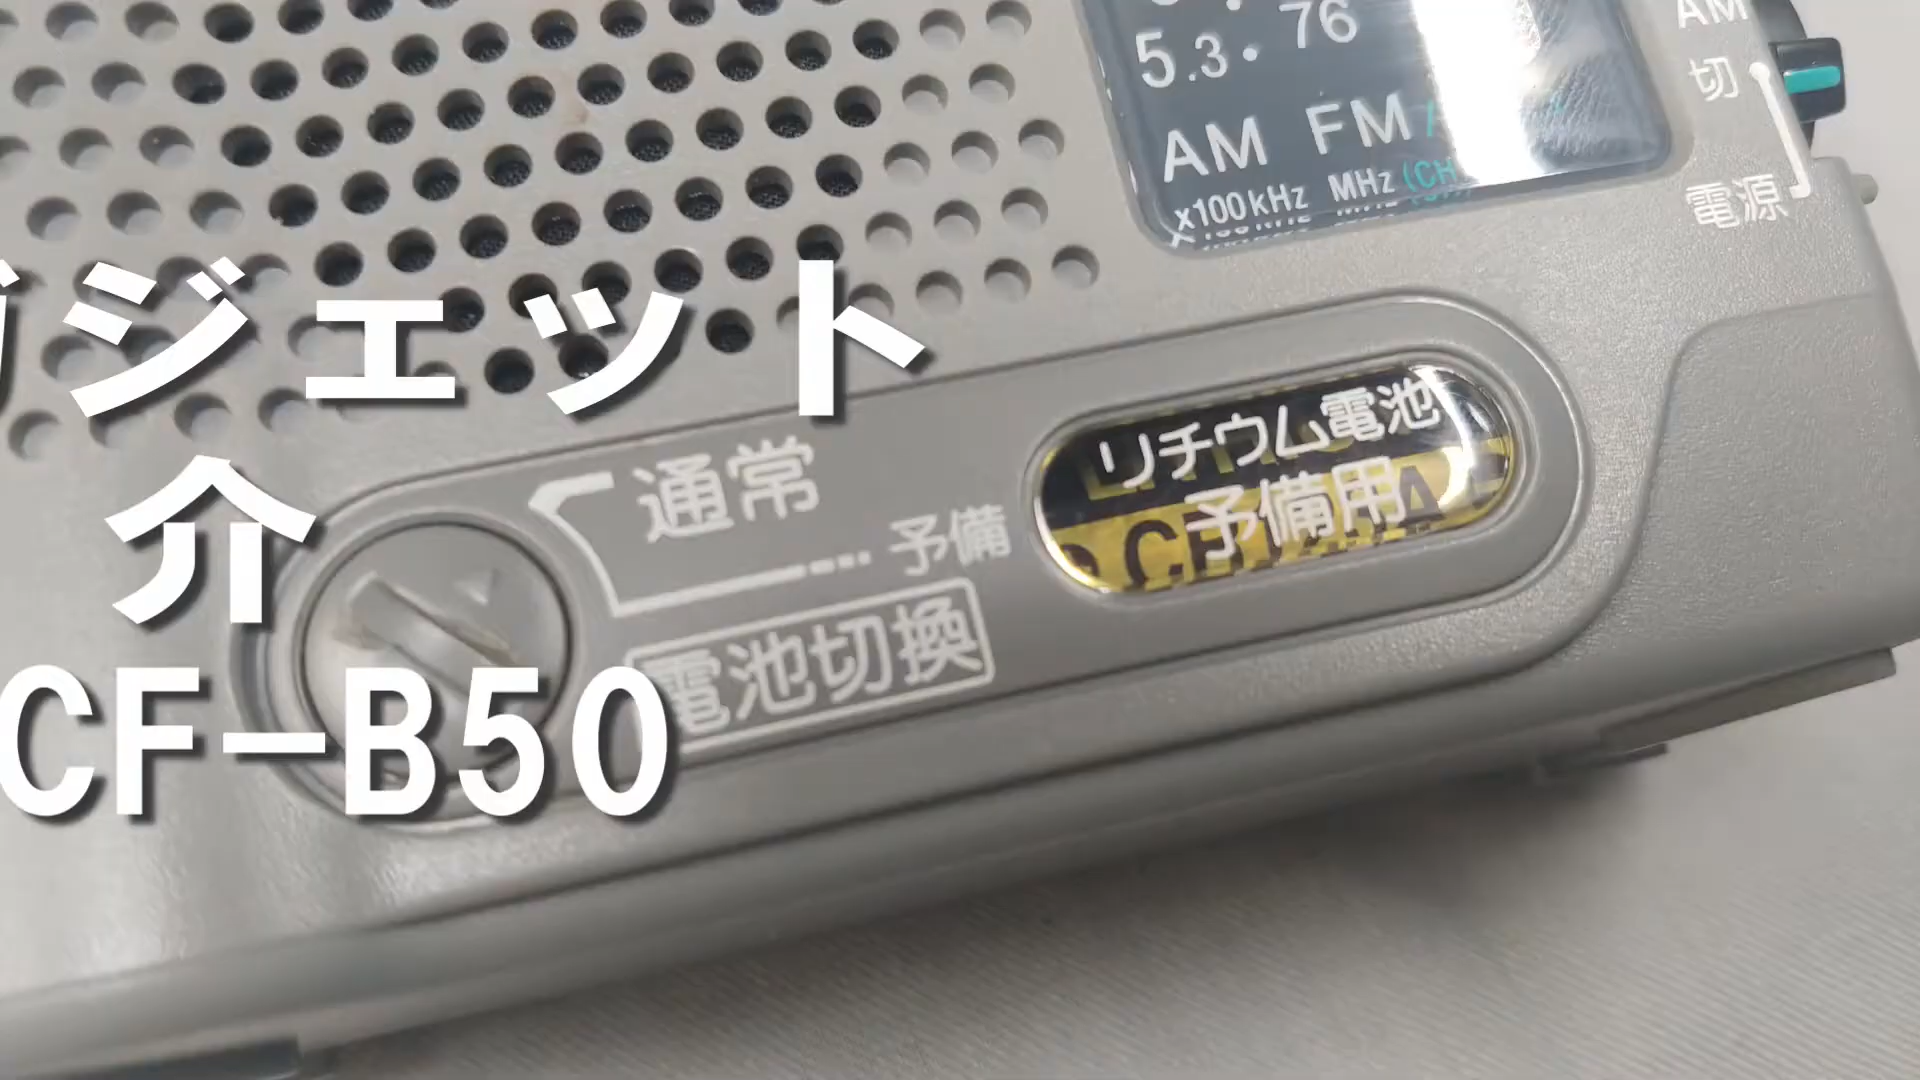 5.3. 76
AM FM
x100kHz MHz (CH
AM
切
電源
ジェット
介
CF-B50
通常
予備
電池切換
リチウム電池
予備用